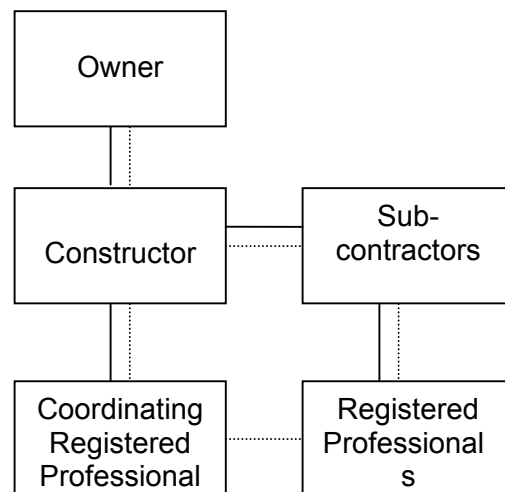 Owner
Constructor
Sub-
contractors
Coordinating
Registered
Professional
Registered
Professional
s